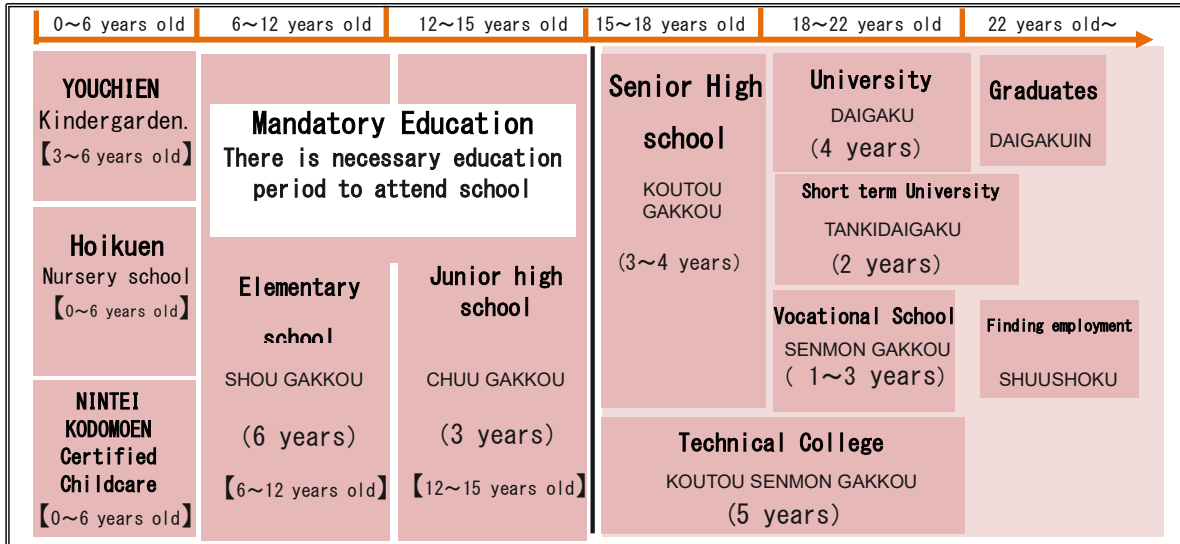 0～6 years old
6～12 years old
12～15 years old
15～18 years old
18～22 years old
22 years old～
YOUCHIEN
Kindergarden.
【3～6 years old】
Hoikuen
Nursery school
【0～6 years old】
NINTEI
KODOMOEN
Certified
Childcare
【0～6 years old】
Mandatory Education
There is necessary education
period to attend school
Elementary
school
SHOU GAKKOU
(6 years)
【6～12 years old】
Junior high
school
CHUU GAKKOU
(3 years)
【12～15 years old】
Senior High
school
KOUTOU
GAKKOU
(3～4 years)
University
DAIGAKU
(4 years)
Short term University
TANKIDAIGAKU
(2 years)
Vocational School
SENMON GAKKOU
( 1～3 years)
Technical College
KOUTOU SENMON GAKKOU
(5 years)
Graduates
DAIGAKUIN
Finding employment
SHUUSHOKU